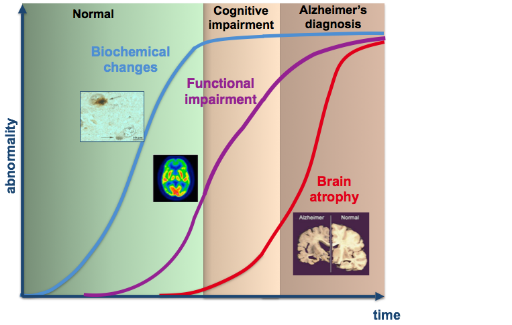 Normal
Cognitive
impairment
Alzheimer's
diagnosis
Biochemical
changes
Functional
impairment
Brain
atrophy
Alzheimer
Normal
abnormality
time